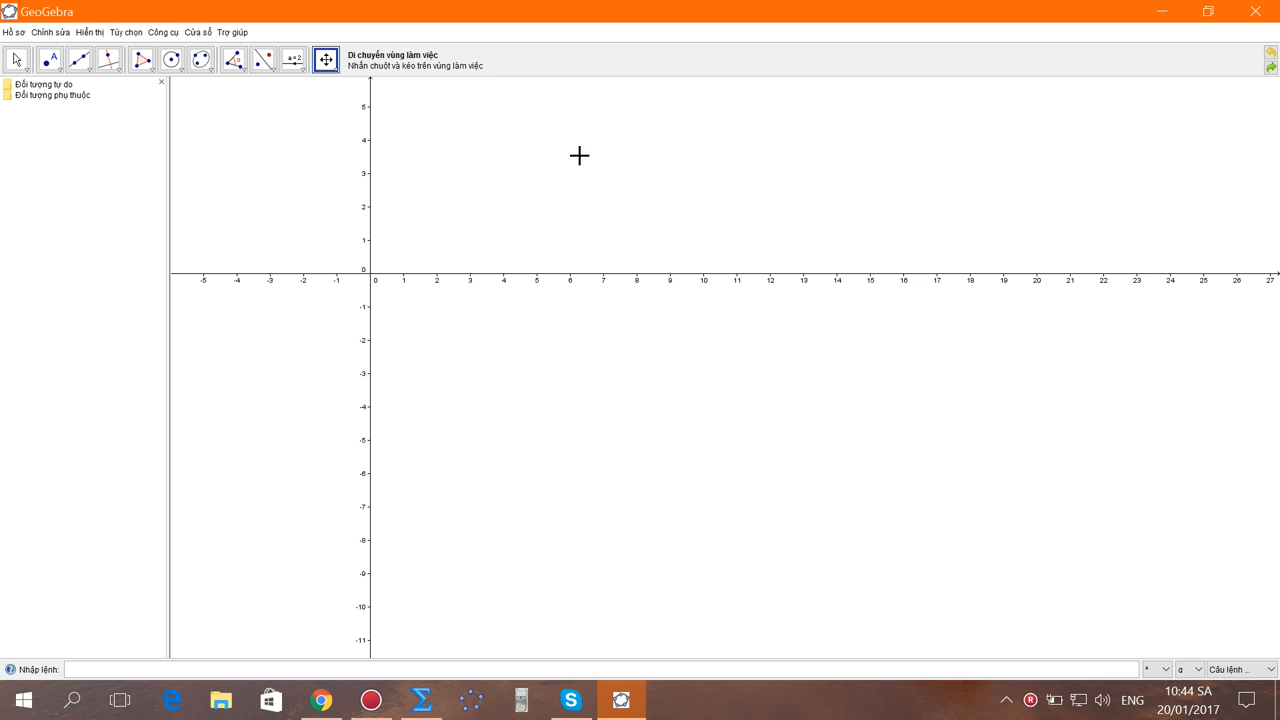 GeoGebra
Hồ sơ Chỉnh sửa Hiển thị Tùy chọn Công cụ Cửa sổ Trợ giúp
A
a=2
Di chuyển vùng làm việc
Nhấn chuột và kéo trên vùng làm việc
Đối tượng tự do
Đối tượng phụ thuộc
5
4
3
2
1
0
-5 -4 -3 -2 -1 0 1 2 3 4 5 6 7 8 9 10 11 12 13 14 15 16 17 18 19 20 21 22 23 24 25 26 27
-1
-2
-3
-4
-5
-6
-7
-8
-9
-10
-11
Nhập lệnh: ° α Câu lệnh ...
ENG
10:44 SA
20/01/2017